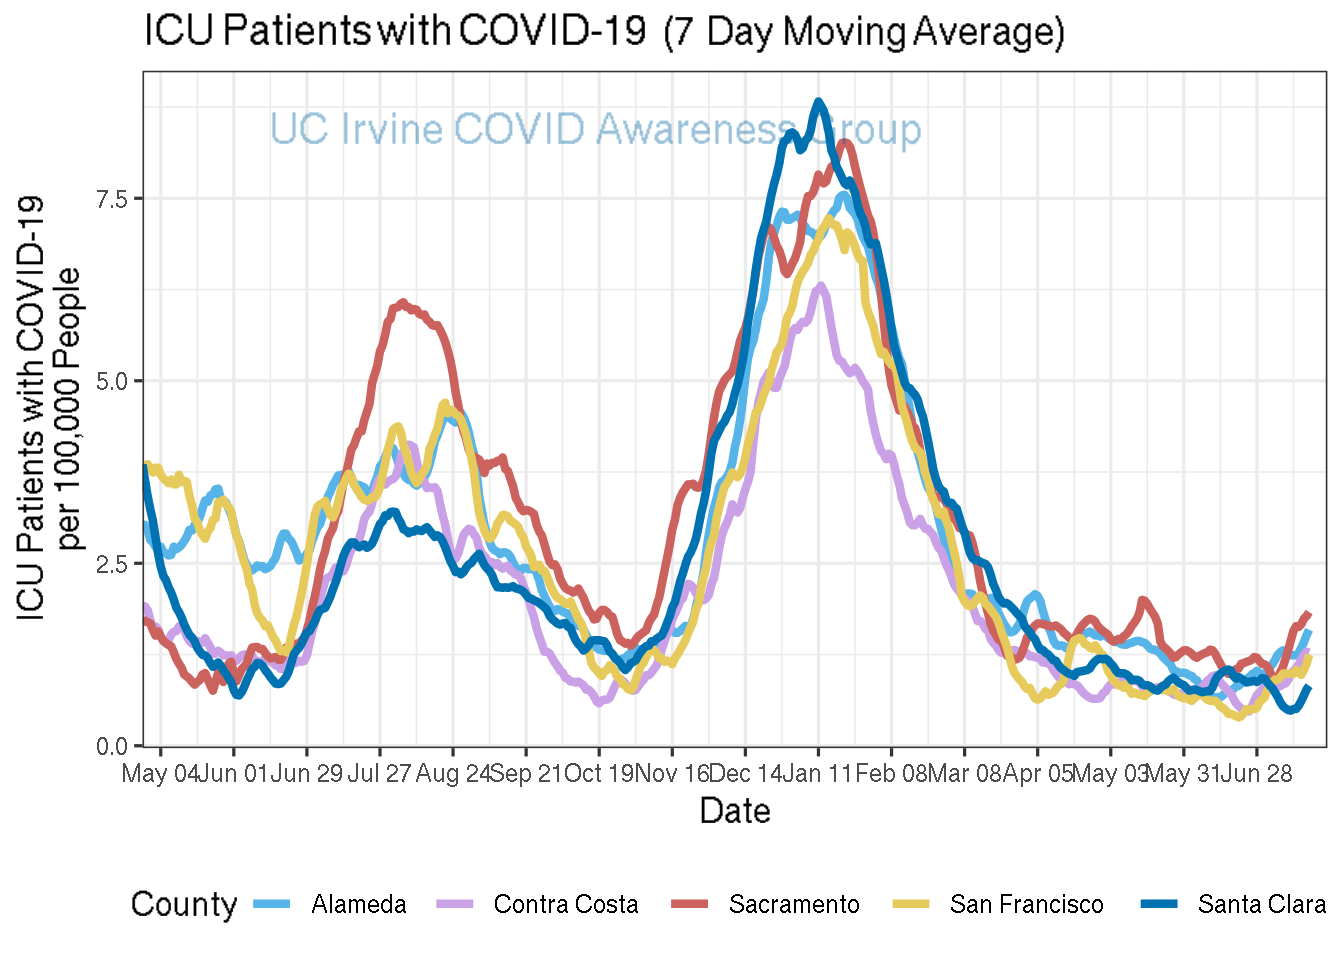 ICU Patients with COVID-19 (7 Day Moving Average)
UC Irvine COVID Awareness Group
ICU Patients with COVID-19
per 100,000 People
7.5
5.0
2.5
0.0
May 04 Jun 01 Jun 29 Jul 27 Aug 24 Sep 21 Oct 19 Nov 16 Dec 14 Jan 11 Feb 08 Mar 08 Apr 05 May 03 May 31 Jun 28
Date
County Alameda Contra Costa Sacramento San Francisco Santa Clara